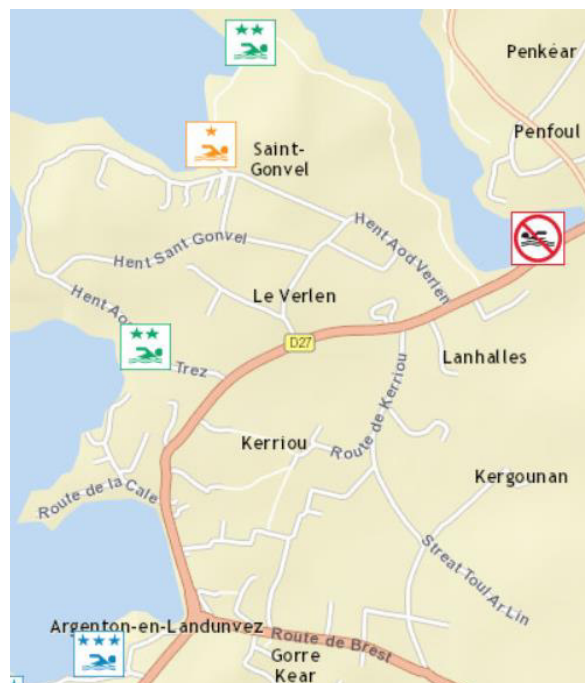 Penkéar
Penfoul
Saint-
Gonvel
Hent Aod Verlen
Hent Sant Gonvel
Le Verlen
Hent Ao
Trez
D27
Lanhalles
Route de Kerriou
Kerriou
Kergounan
Route de la Cale
Streat Toul Ar Lin
Argenton-en-Landunvez
Route de Brest
Gorre
Kear